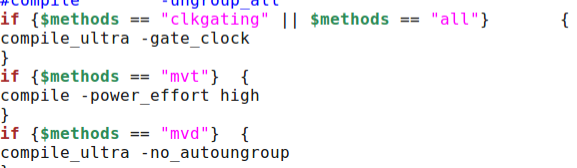 #compile -ungroup_all
if {$methods == "clkgating" || $methods == "all"} {
compile_ultra -gate_clock
}
if {$methods == "mvt"} {
compile -power_effort high
}
if {$methods == "mvd"} {
compile_ultra -no_autoungroup